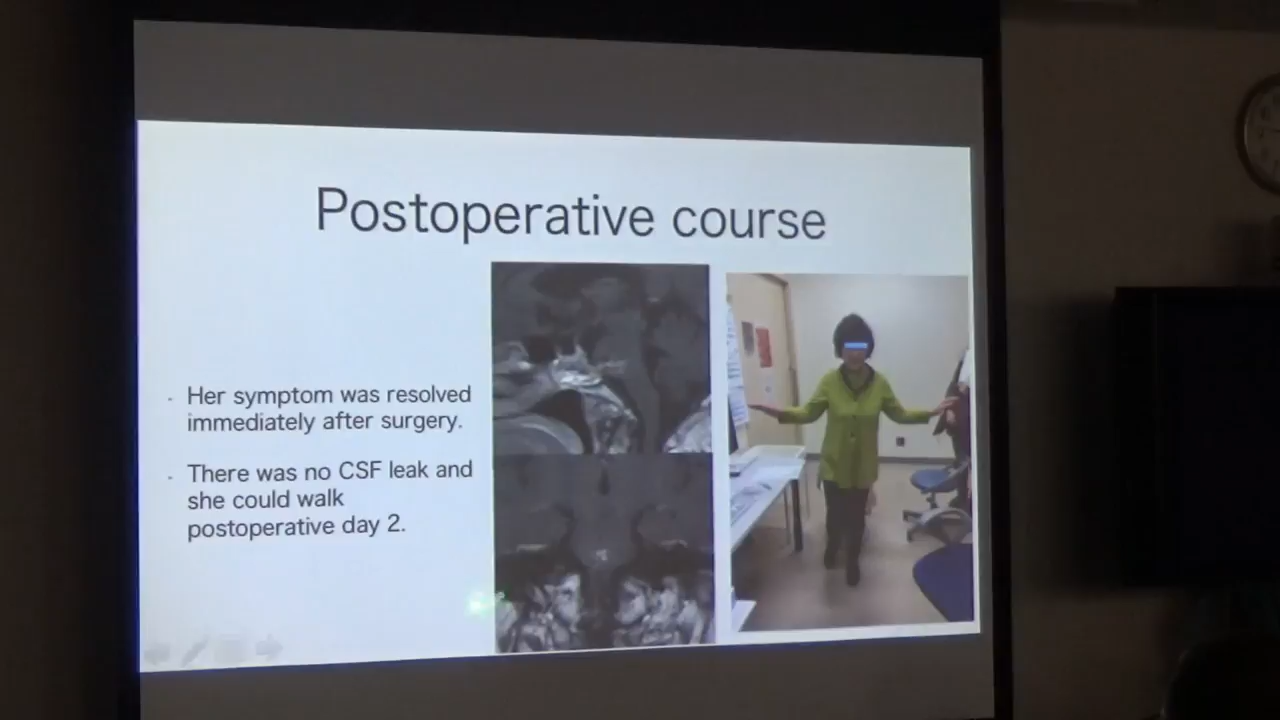 Postoperative course
· Her symptom was resolved
immediately after surgery.
· There was no CSF leak and
she could walk
postoperative day 2.